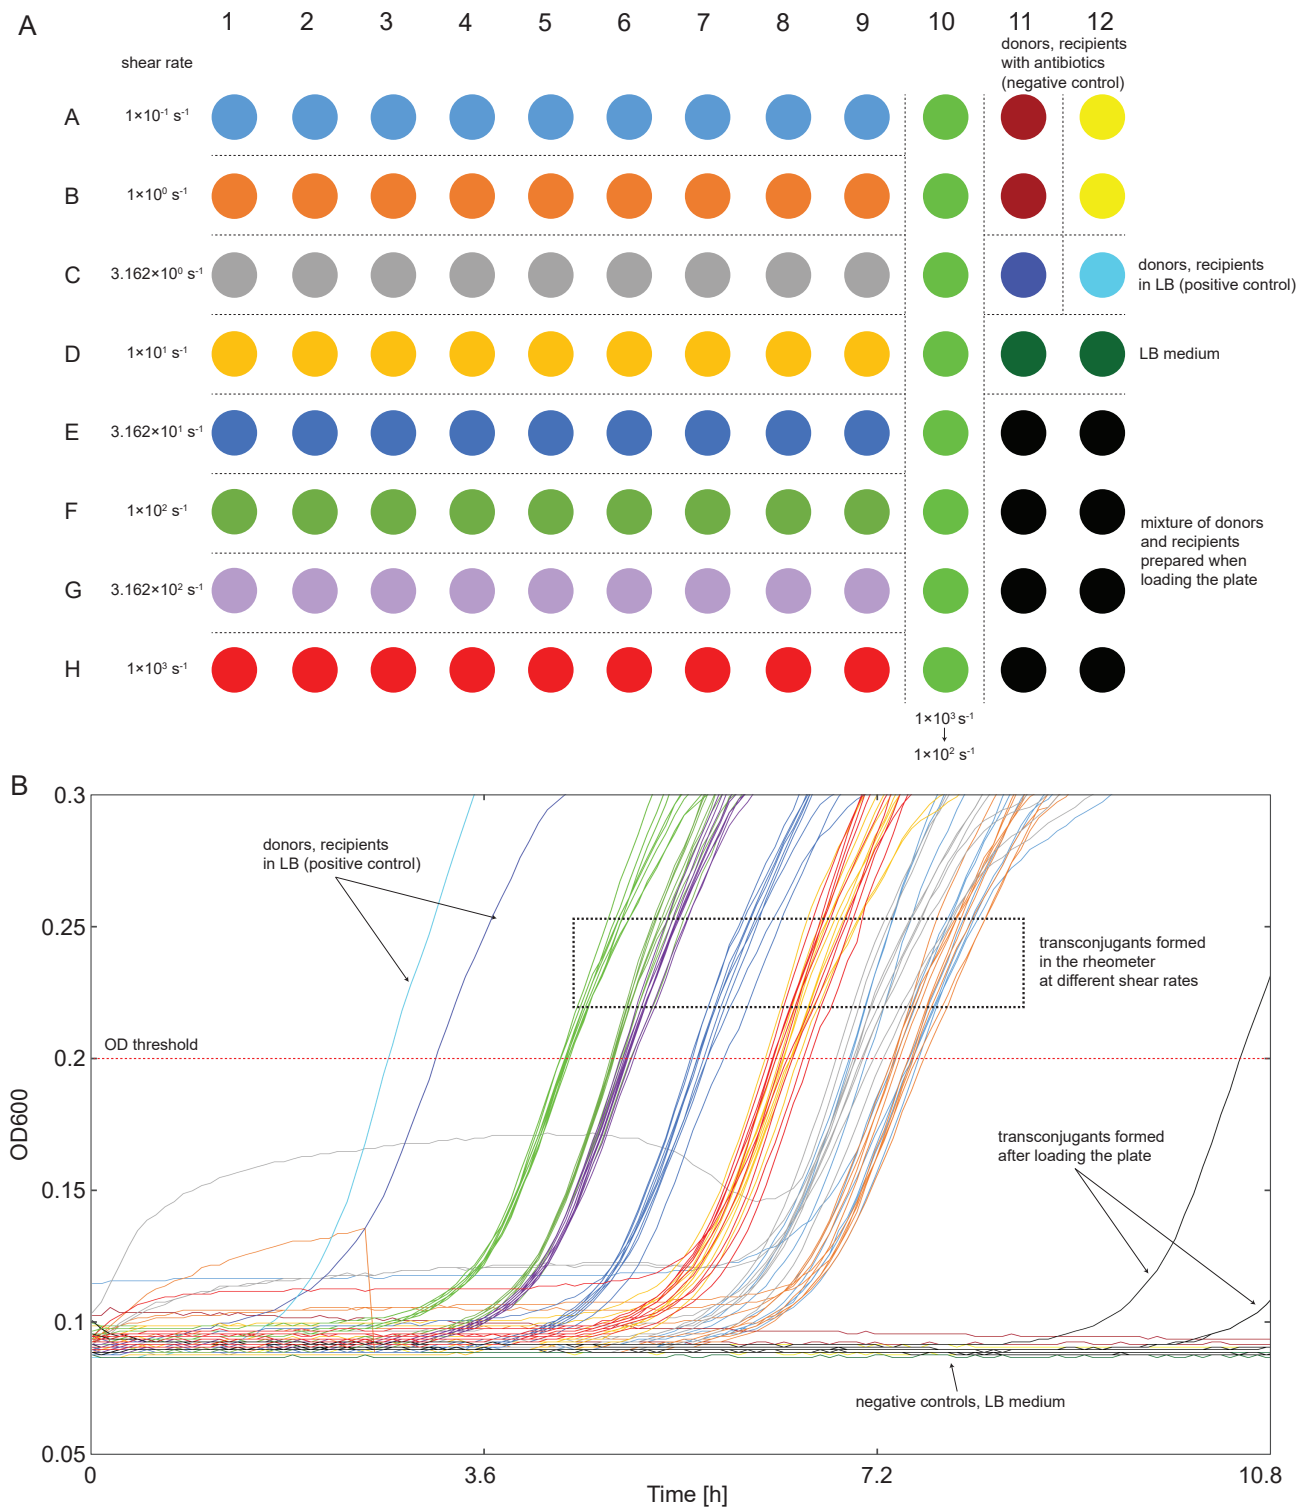 A
1 2 3 4 5 6 7 8 9 10 11 12
donors, recipients
with antibiotics
(negative control)
shear rate
A 1×10⁻¹ s⁻¹
B 1×10⁰ s⁻¹
C 3.162×10⁰ s⁻¹
donors, recipients
in LB (positive control)
D 1×10¹ s⁻¹ LB medium
E 3.162×10¹ s⁻¹
F 1×10² s⁻¹
mixture of donors
and recipients
prepared when
loading the plate
G 3.162×10² s⁻¹
H 1×10³ s⁻¹
1×10³ s⁻¹
↓
1×10² s⁻¹
B
0.3
donors, recipients
in LB (positive control)
0.25
transconjugants formed
in the rheometer
at different shear rates
OD threshold
0.2
OD600
transconjugants formed
after loading the plate
0.15
0.1
negative controls, LB medium
0.05
0 3.6 7.2 10.8
Time [h]